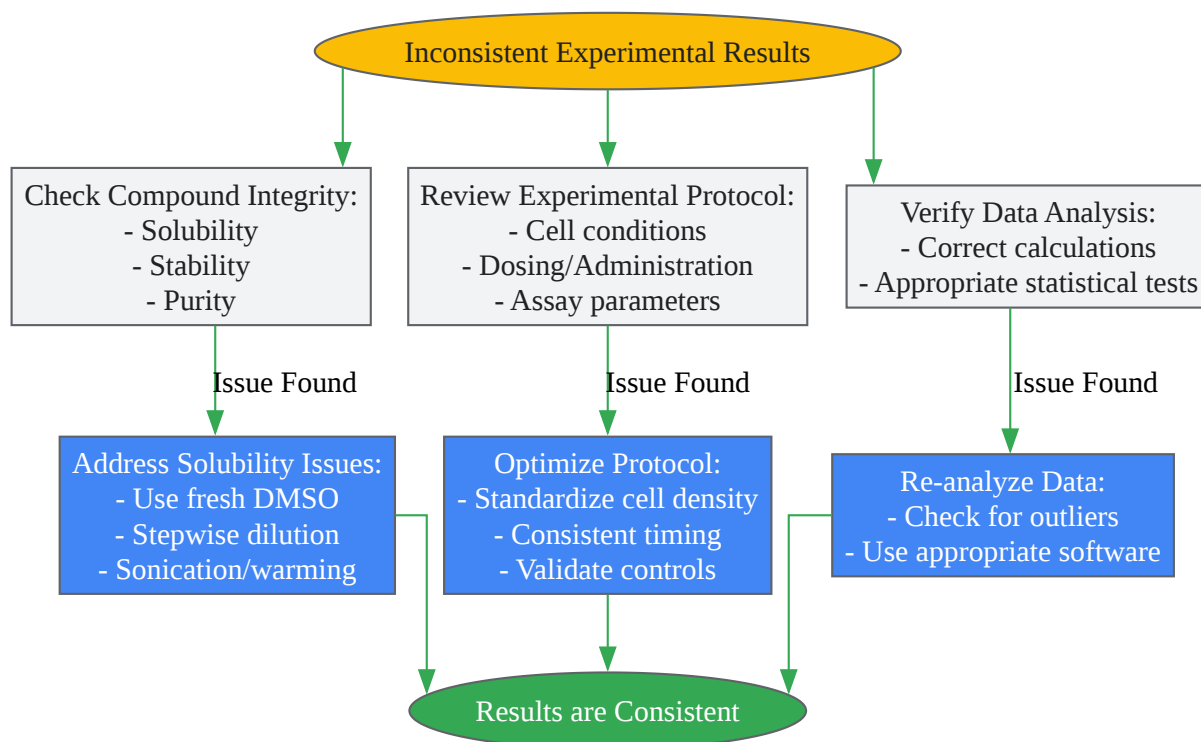 Inconsistent Experimental Results
Check Compound Integrity:
- Solubility
- Stability
- Purity
Review Experimental Protocol:
- Cell conditions
- Dosing/Administration
- Assay parameters
Verify Data Analysis:
- Correct calculations
- Appropriate statistical tests
Issue Found
Issue Found
Issue Found
Address Solubility Issues:
- Use fresh DMSO
- Stepwise dilution
- Sonication/warming
Optimize Protocol:
- Standardize cell density
- Consistent timing
- Validate controls
Re-analyze Data:
- Check for outliers
- Use appropriate software
Results are Consistent